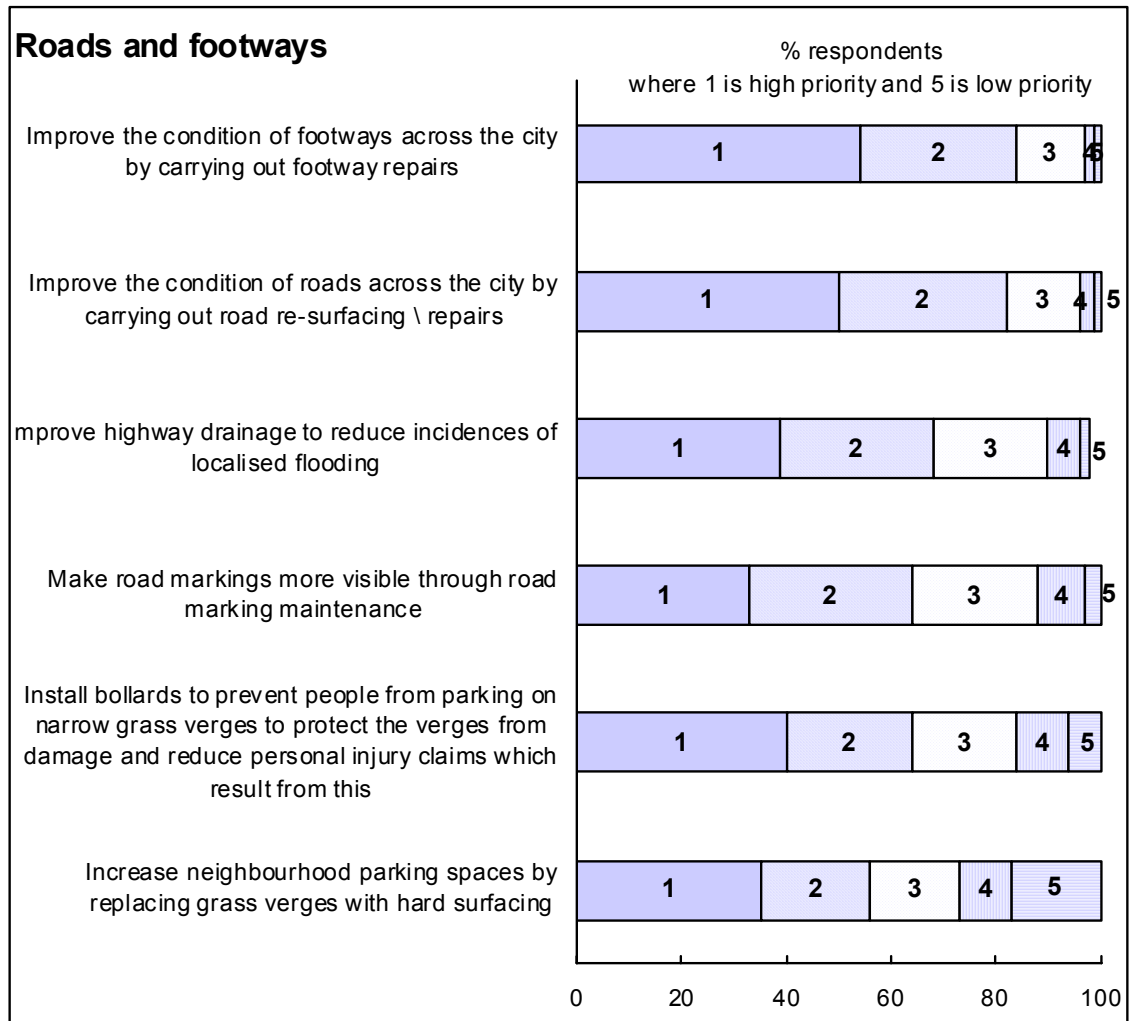 Roads and footways
% respondents
where 1 is high priority and 5 is low priority
Improve the condition of footways across the city
by carrying out footway repairs
1 2 3 4 5
Improve the condition of roads across the city by
carrying out road re-surfacing \ repairs
1 2 3 4 5
mprove highway drainage to reduce incidences of
localised flooding
1 2 3 4 5
Make road markings more visible through road
marking maintenance
1 2 3 4 5
Install bollards to prevent people from parking on
narrow grass verges to protect the verges from
damage and reduce personal injury claims which
result from this
1 2 3 4 5
Increase neighbourhood parking spaces by
replacing grass verges with hard surfacing
1 2 3 4 5
0 20 40 60 80 100